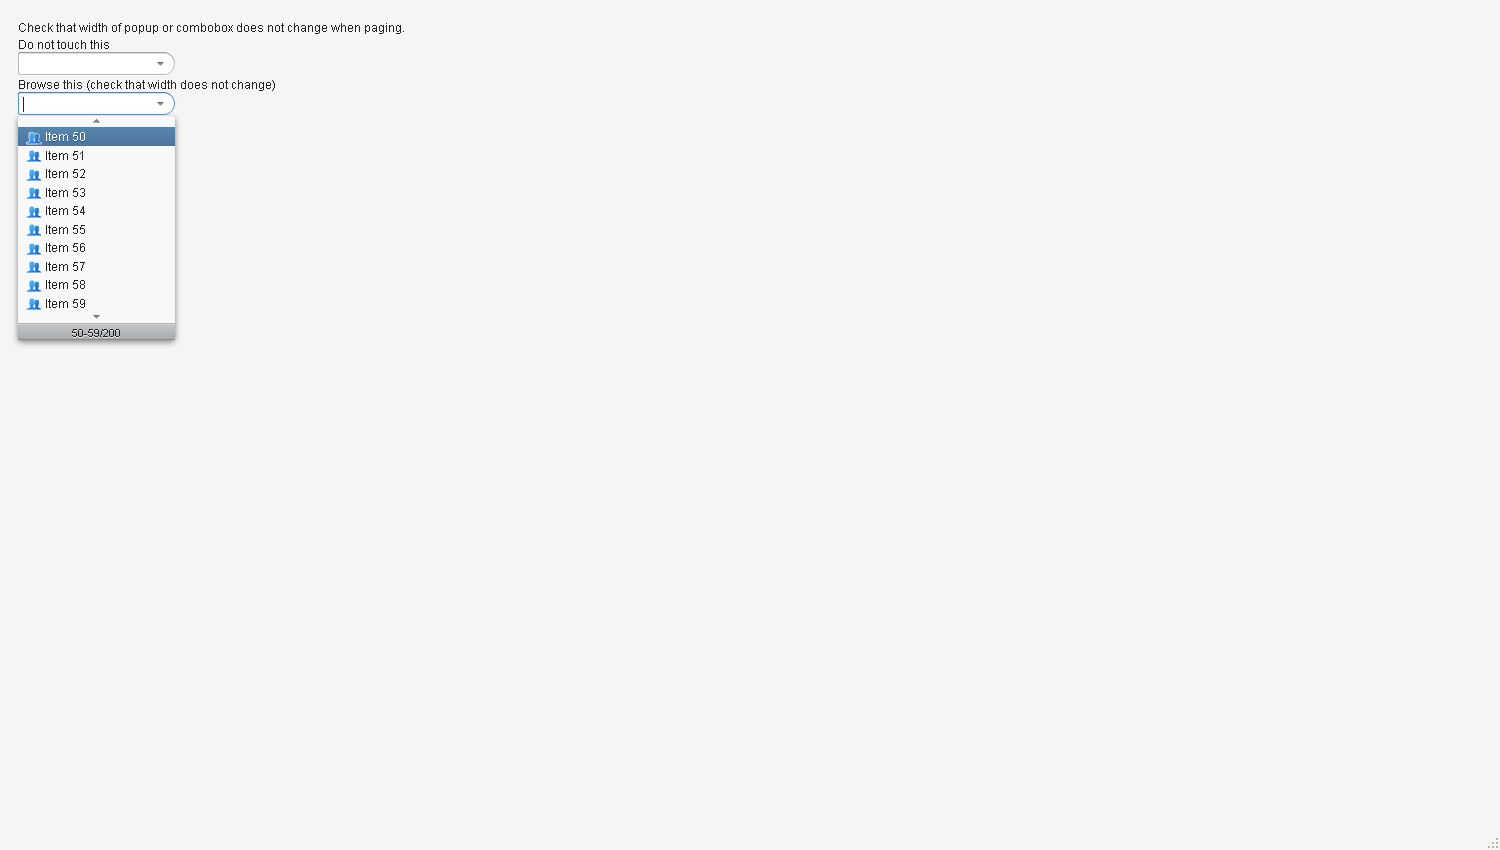 Check that width of popup or combobox does not change when paging.
Do not touch this
Browse this (check that width does not change)
Item 50
Item 51
Item 52
Item 53
Item 54
Item 55
Item 56
Item 57
Item 58
Item 59
50-59/200